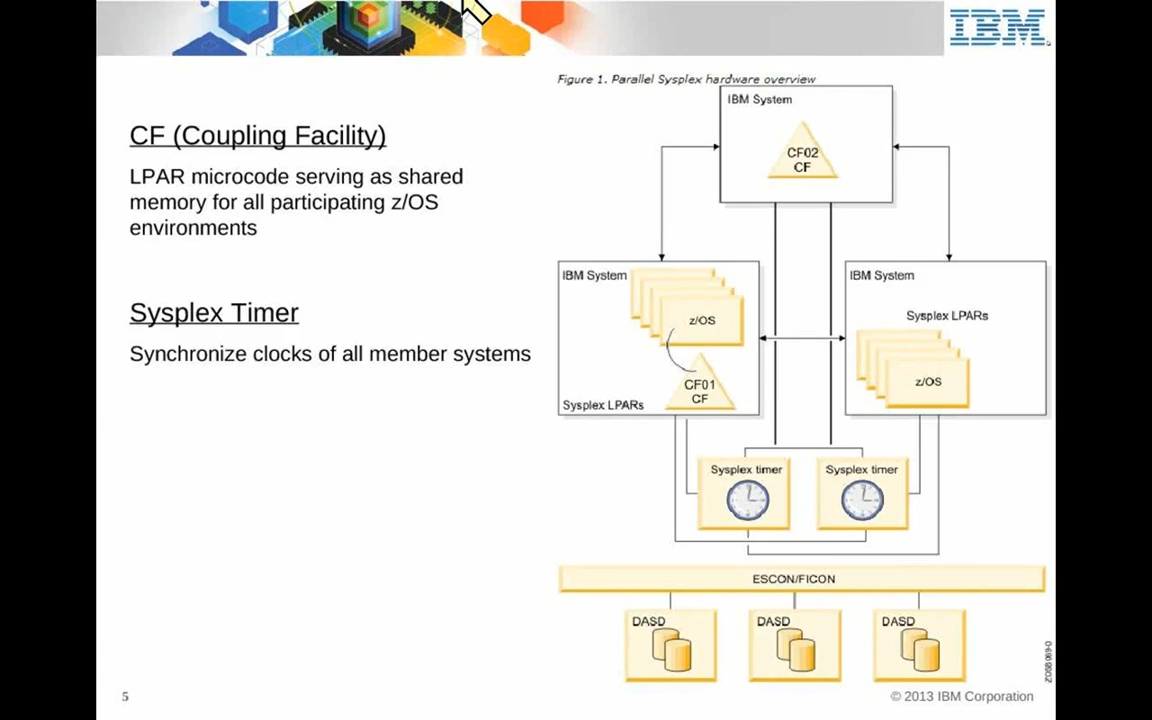 IBM
Figure 1. Parallel Sysplex hardware overview
CF (Coupling Facility)
LPAR microcode serving as shared
memory for all participating z/OS
environments
Sysplex Timer
Synchronize clocks of all member systems
IBM System
CF02
CF
IBM System
z/OS
CF01
CF
Sysplex LPARs
IBM System
Sysplex LPARs
z/OS
Sysplex timer
Sysplex timer
ESCON/FICON
DASD
DASD
DASD
5
© 2013 IBM Corporation